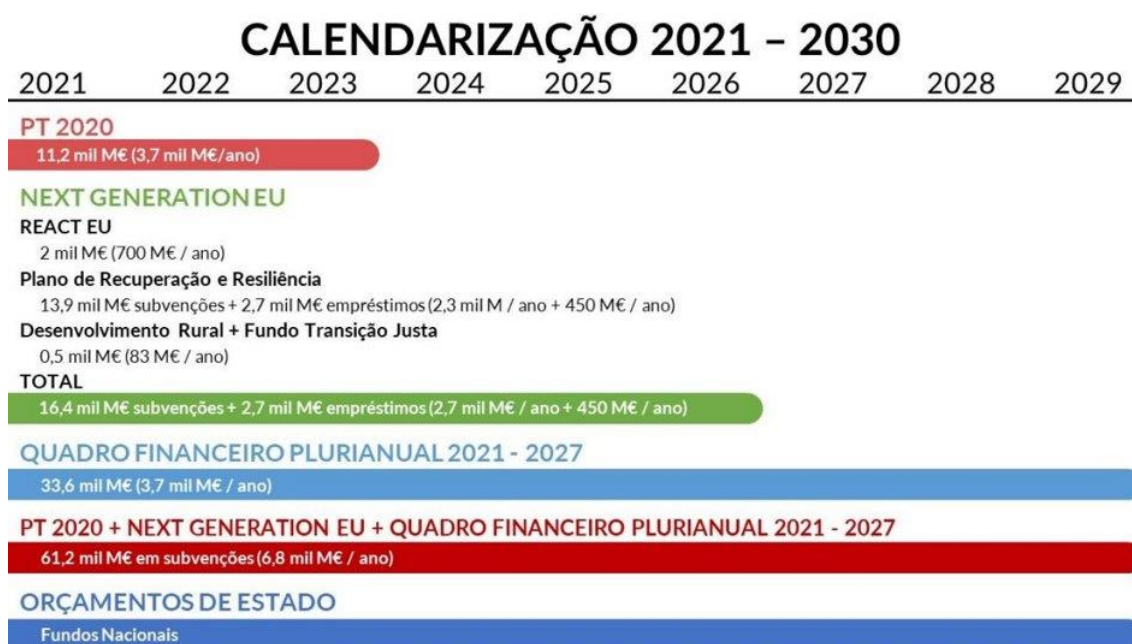 CALENDARIZAÇÃO 2021 – 2030
2021 2022 2023 2024 2025 2026 2027 2028 2029
PT 2020
11,2 mil M€ (3,7 mil M€/ano)
NEXT GENERATION EU
REACT EU
2 mil M€ (700 M€ / ano)
Plano de Recuperação e Resiliência
13,9 mil M€ subvenções + 2,7 mil M€ empréstimos (2,3 mil M / ano + 450 M€ / ano)
Desenvolvimento Rural + Fundo Transição Justa
0,5 mil M€ (83 M€ / ano)
TOTAL
16,4 mil M€ subvenções + 2,7 mil M€ empréstimos (2,7 mil M€ / ano + 450 M€ / ano)
QUADRO FINANCEIRO PLURIANUAL 2021 - 2027
33,6 mil M€ (3,7 mil M€ / ano)
PT 2020 + NEXT GENERATION EU + QUADRO FINANCEIRO PLURIANUAL 2021 - 2027
61,2 mil M€ em subvenções (6,8 mil M€ / ano)
ORÇAMENTOS DE ESTADO
Fundos Nacionais